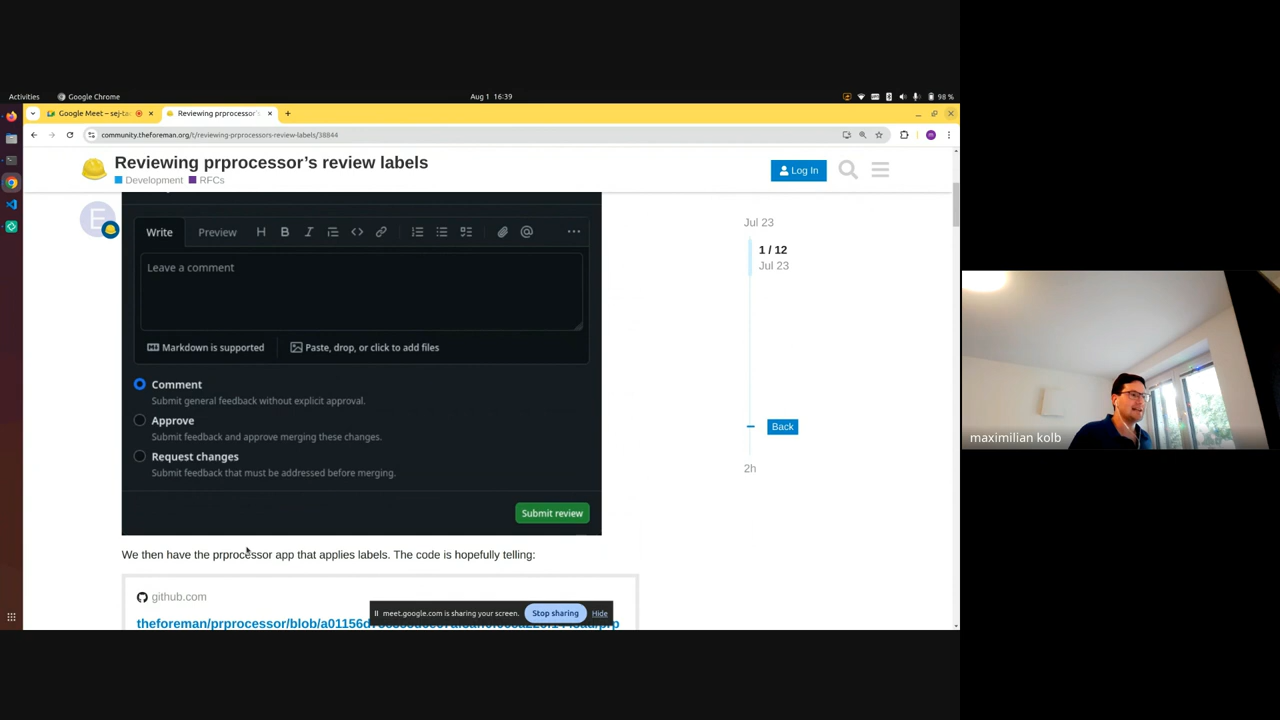 Activities
Google Chrome
Aug 1 16:39
98 %
Google Meet – sej-ta
Reviewing prprocessor's
community.theforeman.org/t/reviewing-prprocessors-review-labels/38844
Reviewing prprocessor's review labels
Development
RFCs
Log In
E
Write
Preview
Leave a comment
Markdown is supported
Paste, drop, or click to add files
Comment
Submit general feedback without explicit approval.
Approve
Submit feedback and approve merging these changes.
Request changes
Submit feedback that must be addressed before merging.
Submit review
Jul 23
1 / 12
Jul 23
Back
2h
maximilian kolb
We then have the prprocessor app that applies labels. The code is hopefully telling:
github.com
meet.google.com is sharing your screen.
Stop sharing
Hide